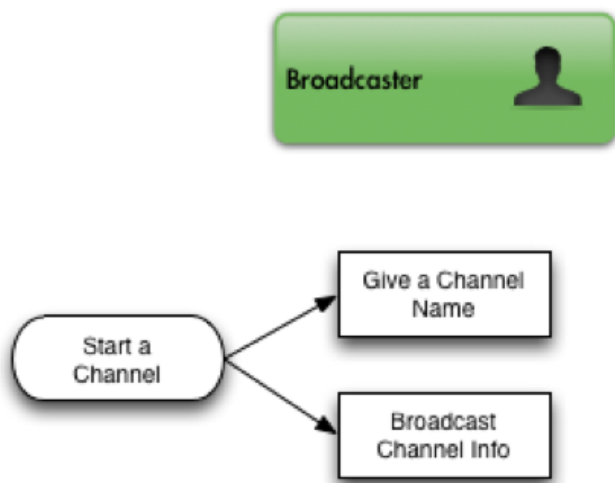 Broadcaster
Give a Channel
Name
Start a
Channel
Broadcast
Channel Info